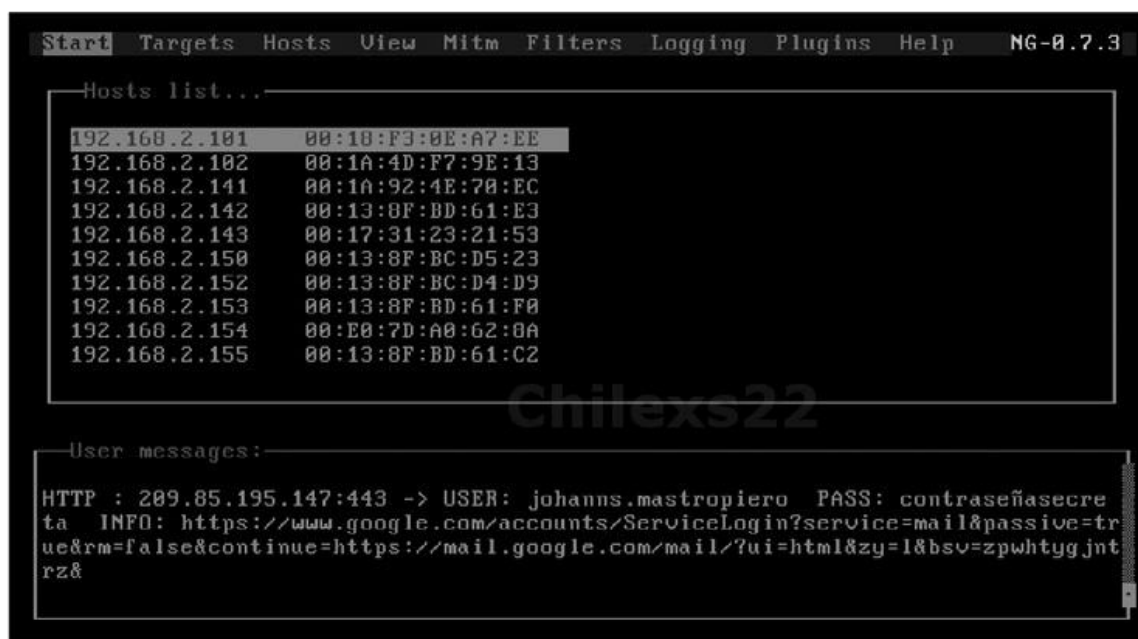 Start Targets Hosts View Mitm Filters Logging Plugins Help NG-0.7.3
Hosts list...
192.168.2.101 00:18:F3:0E:A7:EE
192.168.2.102 00:1A:4D:F7:9E:13
192.168.2.141 00:1A:92:4E:70:EC
192.168.2.142 00:13:8F:BD:61:E3
192.168.2.143 00:17:31:23:21:53
192.168.2.150 00:13:8F:BC:D5:23
192.168.2.152 00:13:8F:BC:D4:D9
192.168.2.153 00:13:8F:BD:61:F0
192.168.2.154 00:E0:7D:A0:62:8A
192.168.2.155 00:13:8F:BD:61:C2
Chilexs22
User messages:
HTTP : 209.85.195.147:443 -> USER: johanns.mastropiero PASS: contraseñasecre
ta INFO: https://www.google.com/accounts/ServiceLogin?service=mail&passive=tr
ue&rm=false&continue=https://mail.google.com/mail/?ui=html&zy=l&bsv=zpwhtygjnt
rz&